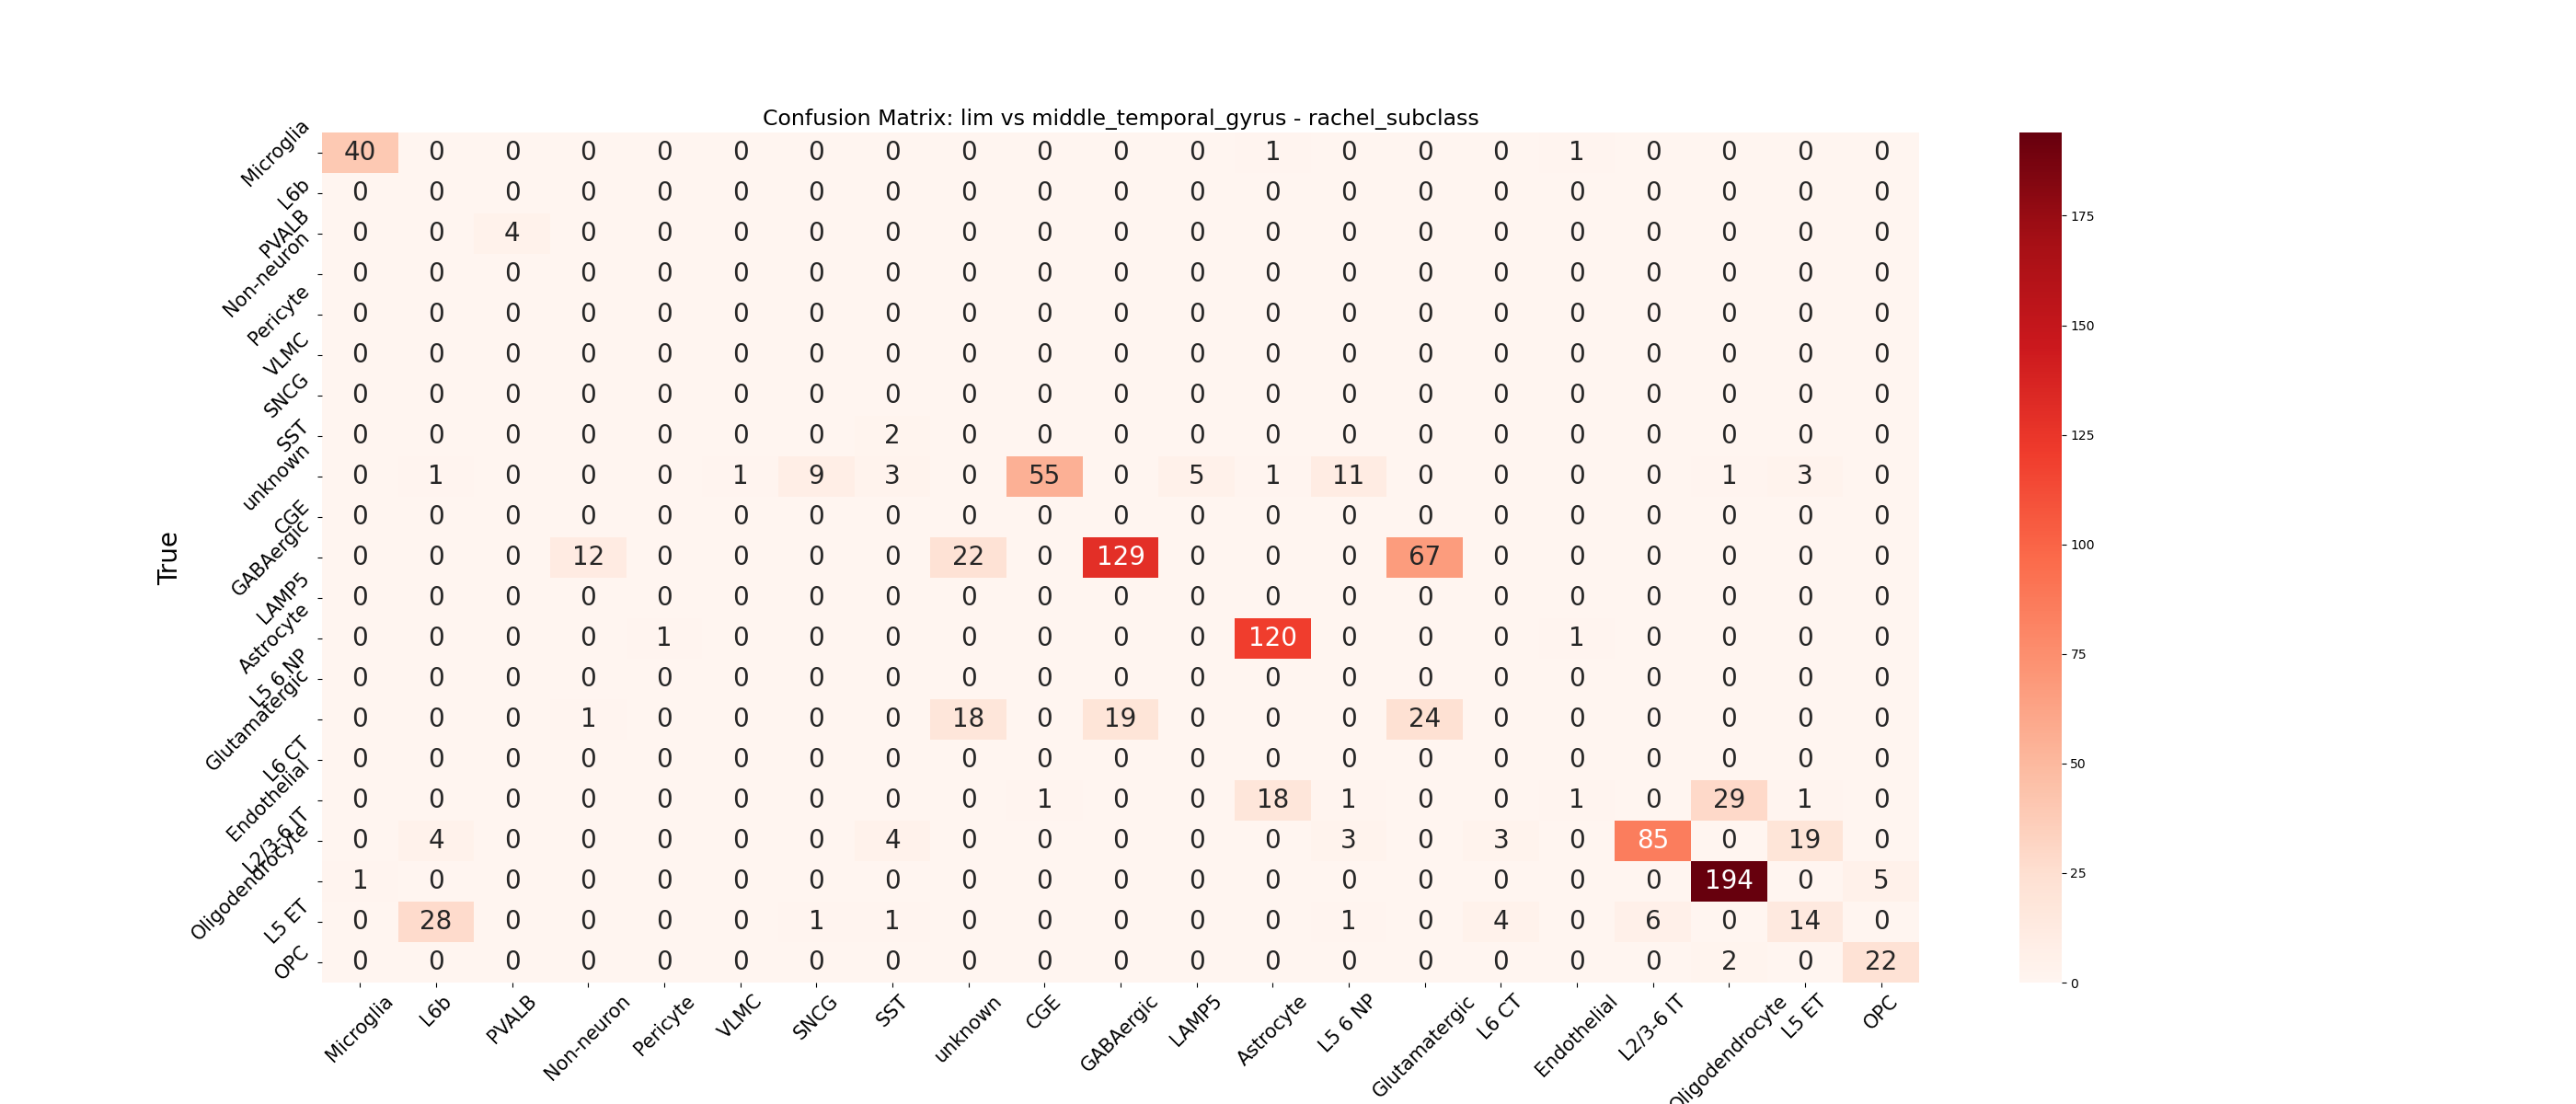 Confusion Matrix: lim vs middle_temporal_gyrus - rachel_subclass
True
Microglia 40 0 0 0 0 0 0 0 0 0 0 0 1 0 0 0 1 0 0 0 0
L6b 0 0 0 0 0 0 0 0 0 0 0 0 0 0 0 0 0 0 0 0 0
PVALB 0 0 4 0 0 0 0 0 0 0 0 0 0 0 0 0 0 0 0 0 0
Non-neuron 0 0 0 0 0 0 0 0 0 0 0 0 0 0 0 0 0 0 0 0 0
Pericyte 0 0 0 0 0 0 0 0 0 0 0 0 0 0 0 0 0 0 0 0 0
VLMC 0 0 0 0 0 0 0 0 0 0 0 0 0 0 0 0 0 0 0 0 0
SNCG 0 0 0 0 0 0 0 0 0 0 0 0 0 0 0 0 0 0 0 0 0
SST 0 0 0 0 0 0 0 2 0 0 0 0 0 0 0 0 0 0 0 0 0
unknown 0 1 0 0 0 1 9 3 0 55 0 5 1 11 0 0 0 0 1 3 0
CGE 0 0 0 0 0 0 0 0 0 0 0 0 0 0 0 0 0 0 0 0 0
GABAergic 0 0 0 12 0 0 0 0 22 0 129 0 0 0 67 0 0 0 0 0 0
LAMP5 0 0 0 0 0 0 0 0 0 0 0 0 0 0 0 0 0 0 0 0 0
Astrocyte 0 0 0 0 1 0 0 0 0 0 0 0 120 0 0 0 1 0 0 0 0
L5 6 NP 0 0 0 0 0 0 0 0 0 0 0 0 0 0 0 0 0 0 0 0 0
Glutamatergic 0 0 0 1 0 0 0 0 18 0 19 0 0 0 24 0 0 0 0 0 0
L6 CT 0 0 0 0 0 0 0 0 0 0 0 0 0 0 0 0 0 0 0 0 0
Endothelial 0 0 0 0 0 0 0 0 0 1 0 0 18 1 0 0 1 0 29 1 0
L2/3-6 IT 0 4 0 0 0 0 0 4 0 0 0 0 0 3 0 3 0 85 0 19 0
Oligodendrocyte 1 0 0 0 0 0 0 0 0 0 0 0 0 0 0 0 0 0 194 0 5
L5 ET 0 28 0 0 0 0 1 1 0 0 0 0 0 1 0 4 0 6 0 14 0
OPC 0 0 0 0 0 0 0 0 0 0 0 0 0 0 0 0 0 0 2 0 22
Microglia L6b PVALB Non-neuron Pericyte VLMC SNCG SST unknown CGE GABAergic LAMP5 Astrocyte L5 6 NP Glutamatergic L6 CT Endothelial L2/3-6 IT Oligodendrocyte L5 ET OPC
175
150
125
100
75
50
25
0